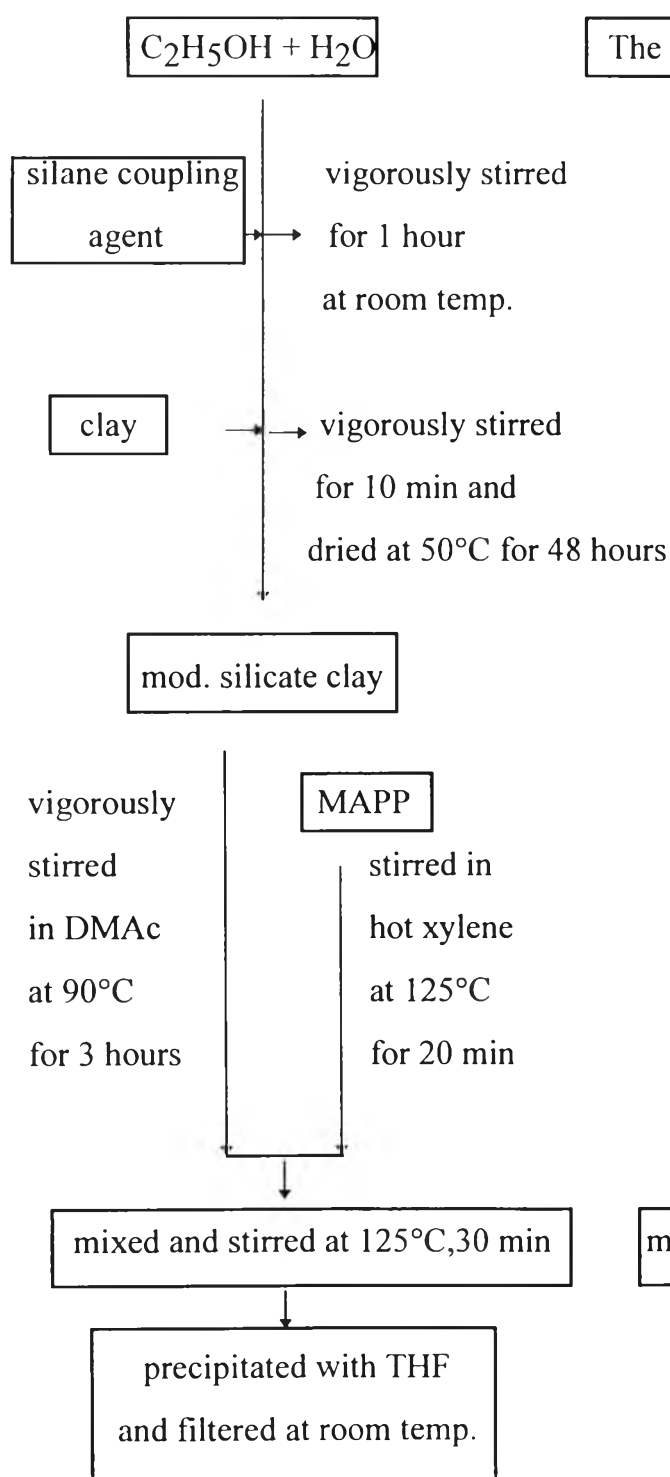 C2H5OH + H2O
The
silane coupling
agent
vigorously stirred
for 1 hour
at room temp.
clay
vigorously stirred
for 10 min and
dried at 50°C for 48 hours
mod. silicate clay
vigorously
stirred
in DMAc
at 90°C
for 3 hours
MAPP
stirred in
hot xylene
at 125°C
for 20 min
mixed and stirred at 125°C,30 min
m
precipitated with THF
and filtered at room temp.